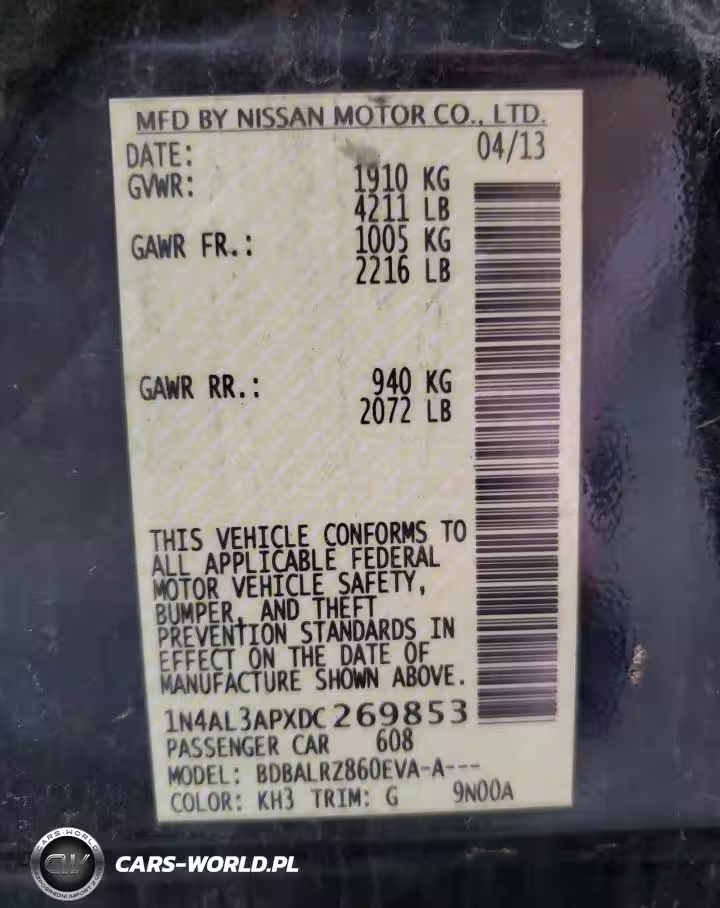 MFD BY NISSAN MOTOR CO., LTD.
DATE: 04/13
GVWR: 1910 KG
4211 LB
GAWR FR.: 1005 KG
2216 LB
GAWR RR.: 940 KG
2072 LB
THIS VEHICLE CONFORMS TO
ALL APPLICABLE FEDERAL
MOTOR VEHICLE SAFETY,
BUMPER, AND THEFT
PREVENTION STANDARDS IN
EFFECT ON THE DATE OF
MANUFACTURE SHOWN ABOVE.
1N4AL3APXDC269853
PASSENGER CAR 608
MODEL: BDBALRZ860EVA-A---
COLOR: KH3 TRIM: G 9N00A
CARS-WORLD
CW
CARS-WORLD.PL